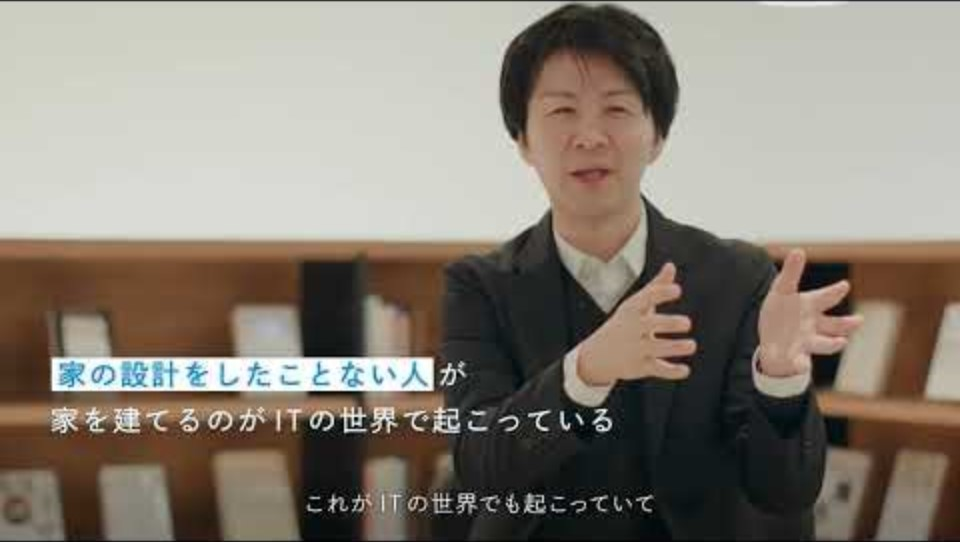 家の設計をしたことない人が
家を建てるのがITの世界で起こっている
これがITの世界でも起こっていて